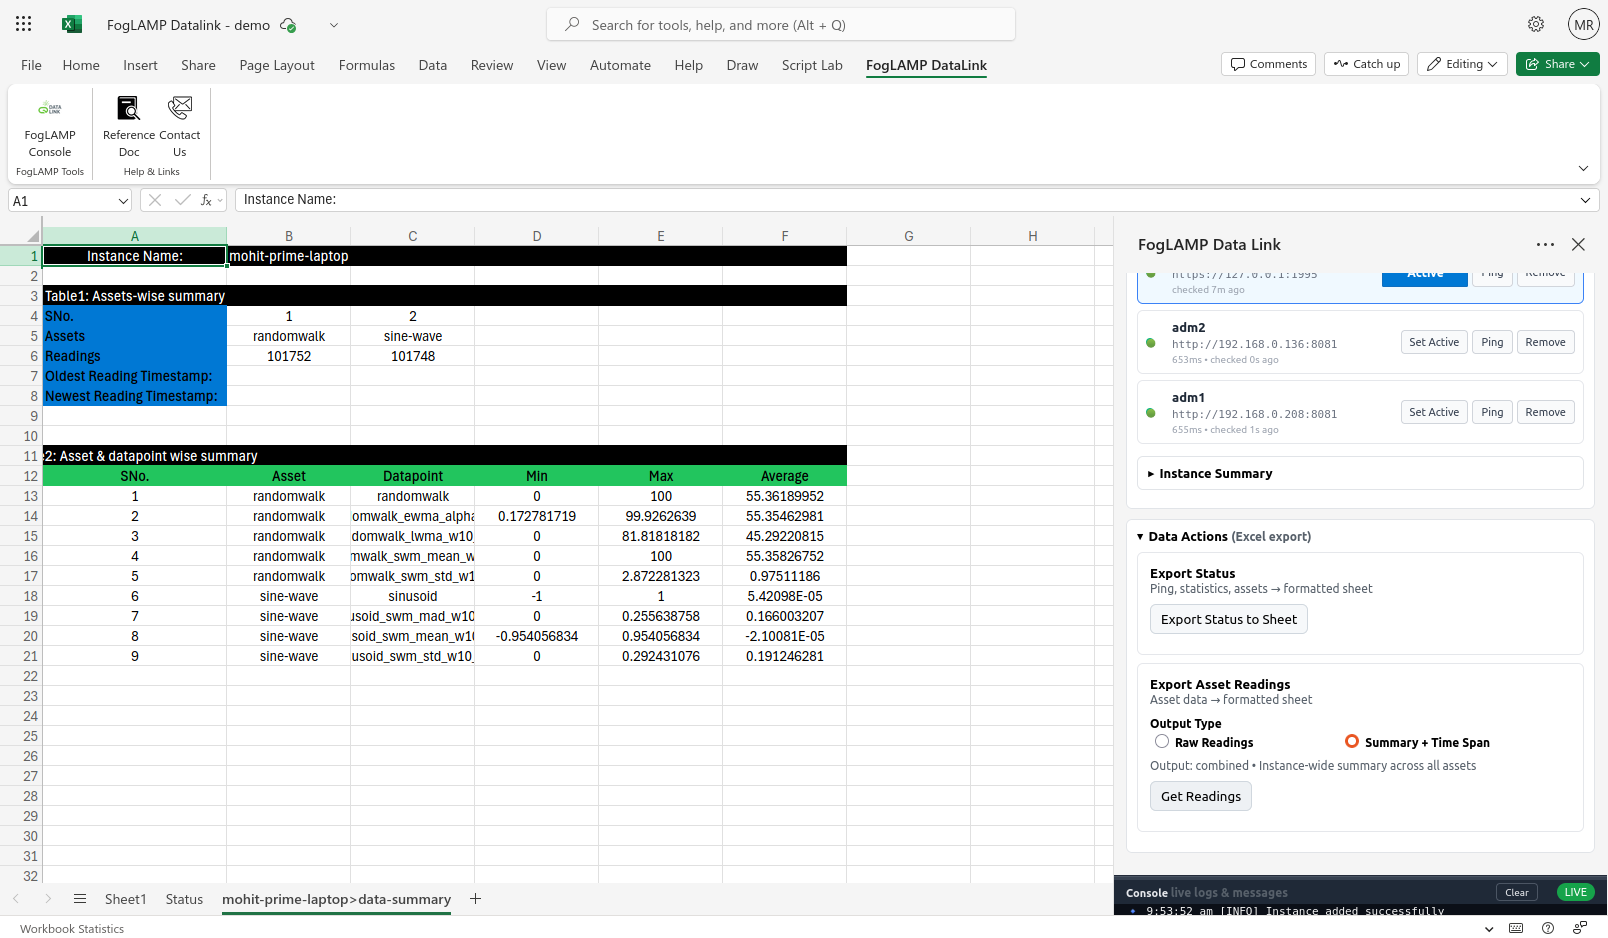 FogLAMP Datalink - demo
Search for tools, help, and more (Alt + Q)
MR
File Home Insert Share Page Layout Formulas Data Review View Automate Help Draw Script Lab FogLAMP DataLink
Comments Catch up Editing Share
DATA LINK
FogLAMP Console
Reference Doc
Contact Us
FogLAMP Tools
Help & Links
A1
fx
Instance Name:
A B C D E F G H
1 Instance Name: mohit-prime-laptop
2
3 Table1: Assets-wise summary
4 SNo. 1 2
5 Assets randomwalk sine-wave
6 Readings 101752 101748
7 Oldest Reading Timestamp:
8 Newest Reading Timestamp:
9
10
11 2: Asset & datapoint wise summary
12 SNo. Asset Datapoint Min Max Average
13 1 randomwalk randomwalk 0 100 55.36189952
14 2 randomwalk omwalk_ewma_alpha 0.172781719 99.9262639 55.35462981
15 3 randomwalk domwalk_lwma_w10_ 0 81.81818182 45.29220815
16 4 randomwalk mwalk_swm_mean_w 0 100 55.35826752
17 5 randomwalk omwalk_swm_std_w1 0 2.872281323 0.97511186
18 6 sine-wave sinusoid -1 1 5.42098E-05
19 7 sine-wave usoid_swm_mad_w10 0 0.255638758 0.166003207
20 8 sine-wave soid_swm_mean_w10 -0.954056834 0.954056834 -2.10081E-05
21 9 sine-wave usoid_swm_std_w10_ 0 0.292431076 0.191246281
22
23
24
25
26
27
28
29
30
31
32
FogLAMP Data Link
https://127.0.0.1:1995
checked 7m ago
Active Ping Remove
adm2
http://192.168.0.136:8081
653ms • checked 0s ago
Set Active Ping Remove
adm1
http://192.168.0.208:8081
655ms • checked 1s ago
Set Active Ping Remove
▸ Instance Summary
▾ Data Actions (Excel export)
Export Status
Ping, statistics, assets → formatted sheet
Export Status to Sheet
Export Asset Readings
Asset data → formatted sheet
Output Type
Raw Readings Summary + Time Span
Output: combined • Instance-wide summary across all assets
Get Readings
Console live logs & messages Clear LIVE
9:53:52 am [INFO] Instance added successfully
Sheet1 Status mohit-prime-laptop>data-summary
Workbook Statistics